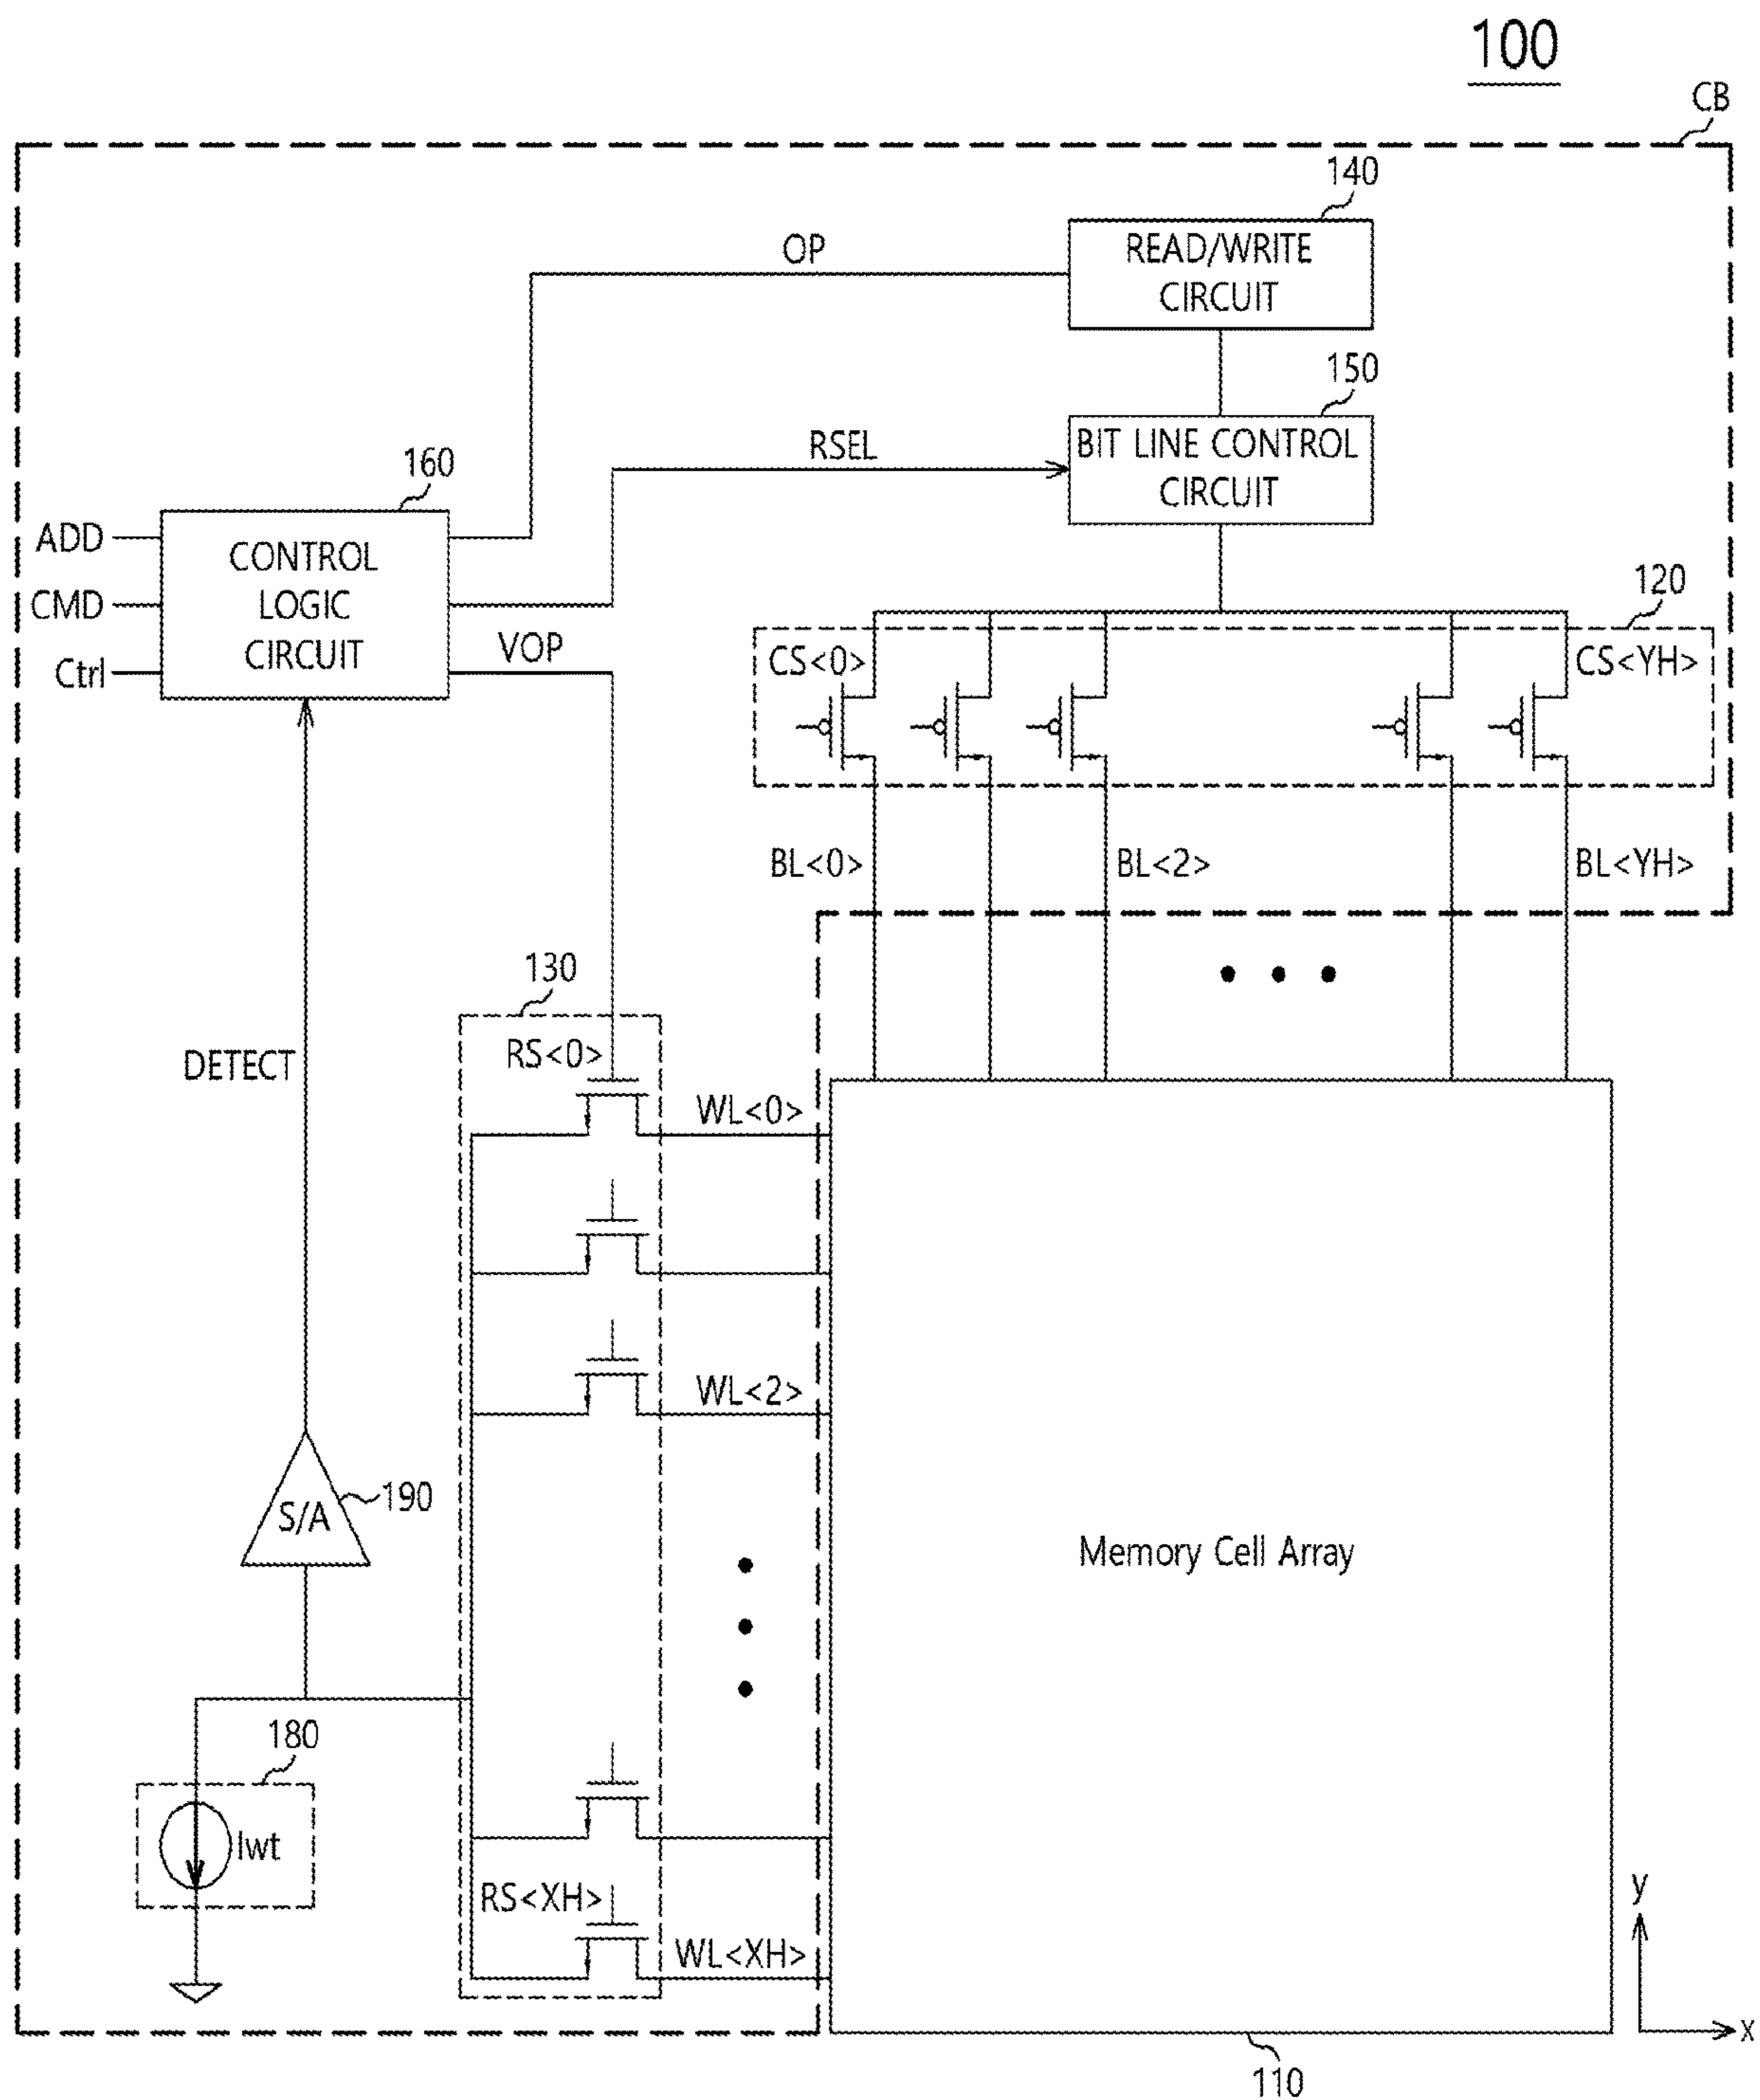 100
CB
140
READ/WRITE
CIRCUIT
OP
150
BIT LINE CONTROL
CIRCUIT
RSEL
160
ADD
CMD
Ctrl
CONTROL
LOGIC
CIRCUIT
VOP
120
CS<0>
CS<YH>
BL<0>
BL<2>
BL<YH>
130
RS<0>
DETECT
WL<0>
WL<2>
S/A
190
Memory Cell Array
180
Iwt
RS<XH>
WL<XH>
y
x
110